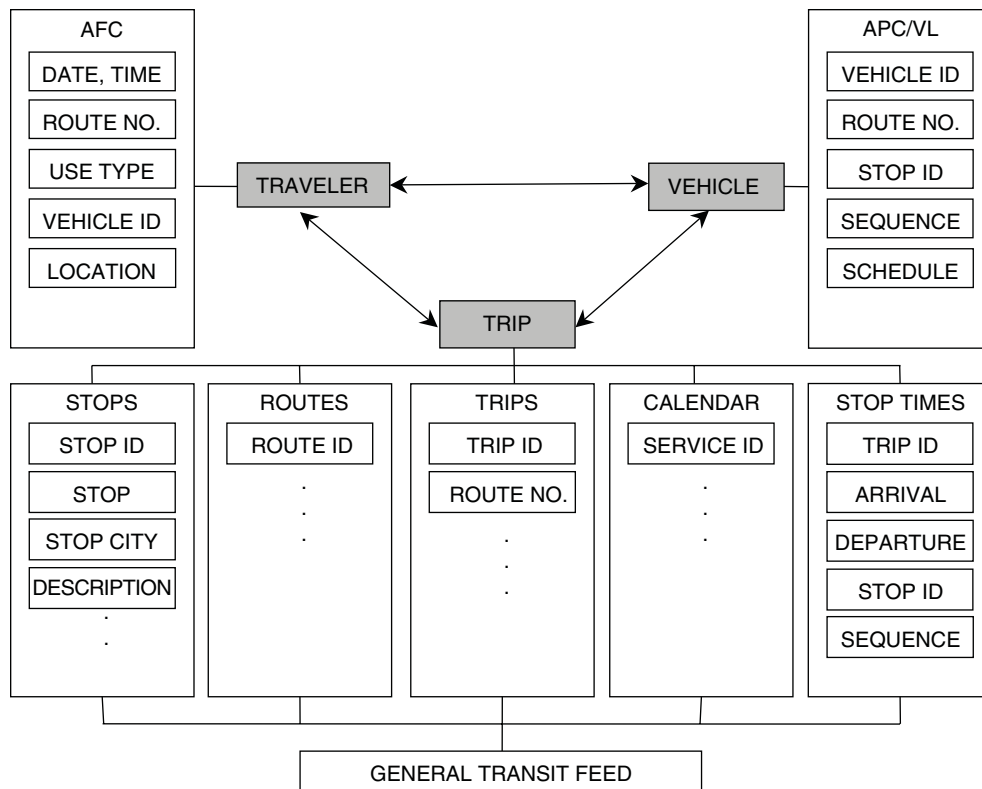 AFC
DATE, TIME
ROUTE NO.
USE TYPE
VEHICLE ID
LOCATION
TRAVELER
VEHICLE
TRIP
APC/VL
VEHICLE ID
ROUTE NO.
STOP ID
SEQUENCE
SCHEDULE
STOPS
STOP ID
STOP
STOP CITY
DESCRIPTION
.
.
ROUTES
ROUTE ID
.
.
.
TRIPS
TRIP ID
ROUTE NO.
.
.
.
CALENDAR
SERVICE ID
.
.
.
STOP TIMES
TRIP ID
ARRIVAL
DEPARTURE
STOP ID
SEQUENCE
GENERAL TRANSIT FEED